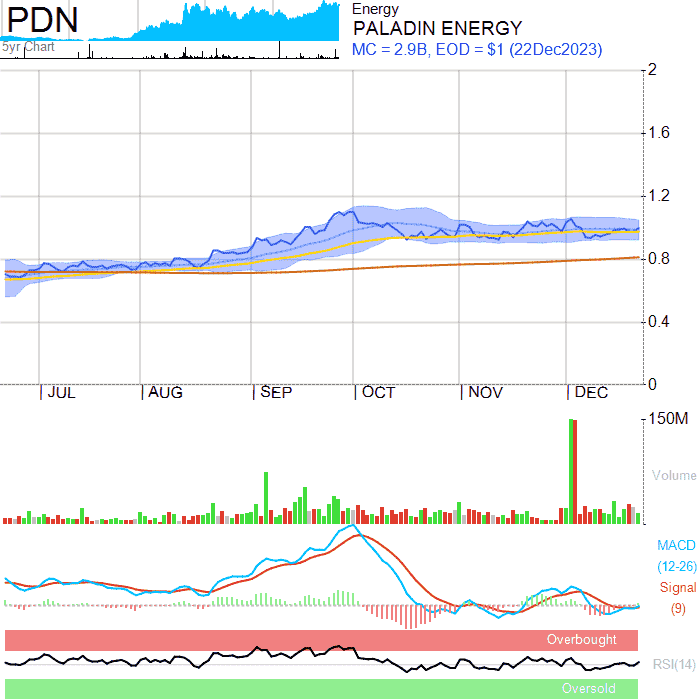 PDN
5yr Chart
Energy
PALADIN ENERGY
MC = 2.9B, EOD = $1 (22Dec2023)
2
1.6
1.2
0.8
0.4
0
JUL AUG SEP OCT NOV DEC
150M
Volume
MACD
(12-26)
Signal
(9)
Overbought
RSI(14)
Oversold